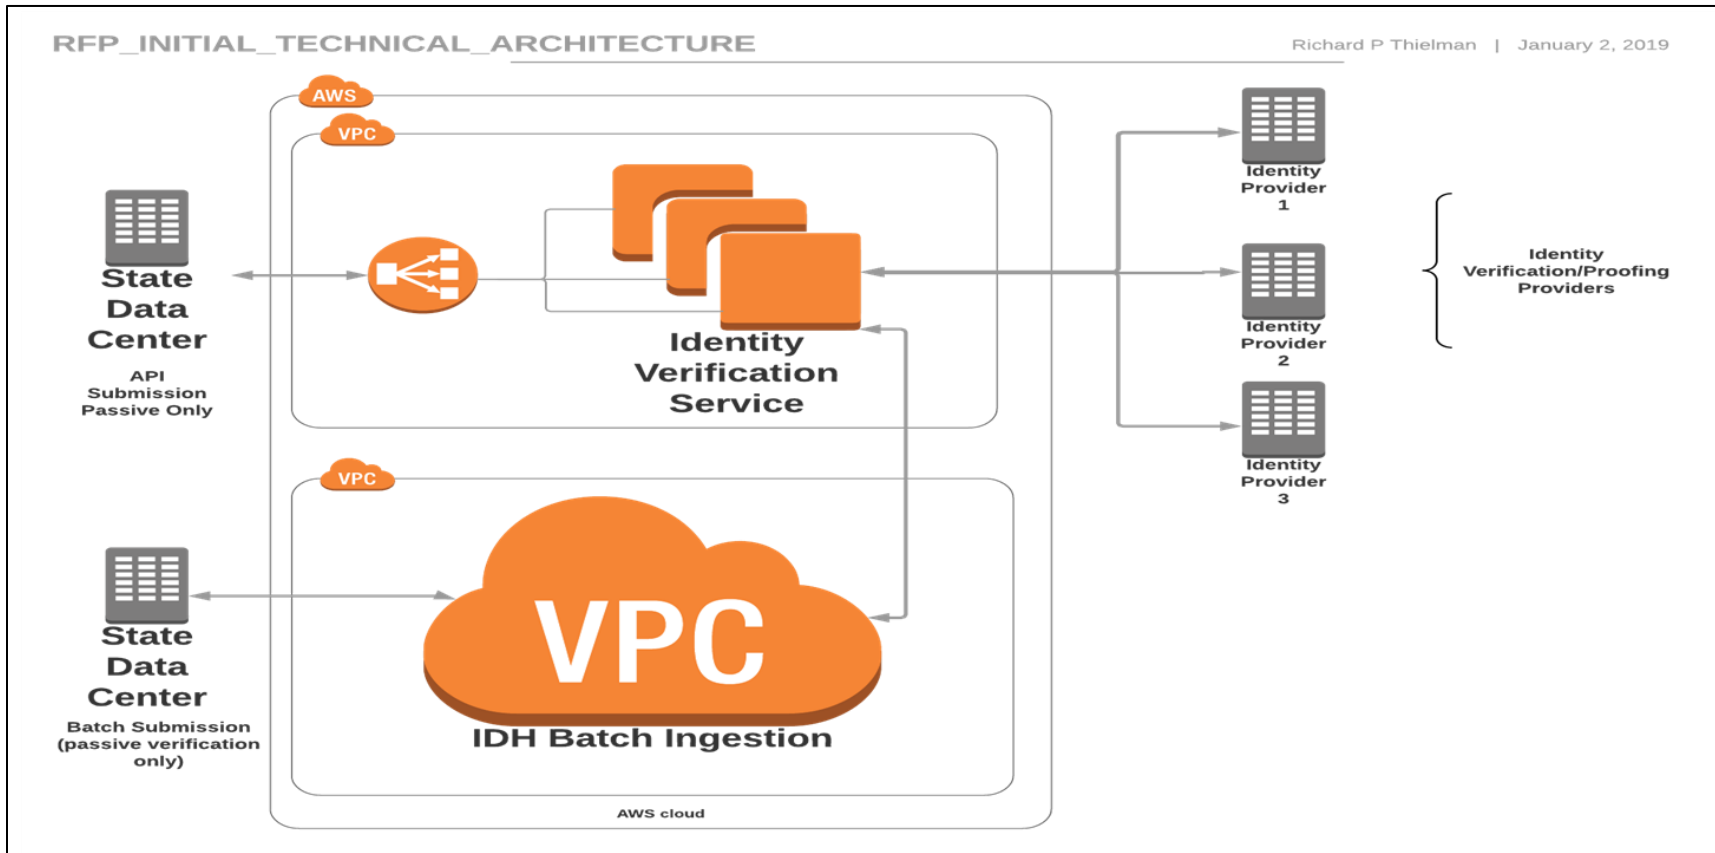 RFP_INITIAL_TECHNICAL_ARCHITECTURE
Richard P Thielman | January 2, 2019
AWS
VPC
State
Data
Center
API
Submission
Passive Only
Identity
Verification
Service
Identity
Provider
1
Identity
Provider
2
Identity
Provider
3
Identity
Verification/Proofing
Providers
VPC
State
Data
Center
Batch Submission
(passive verification
only)
VPC
IDH Batch Ingestion
AWS cloud